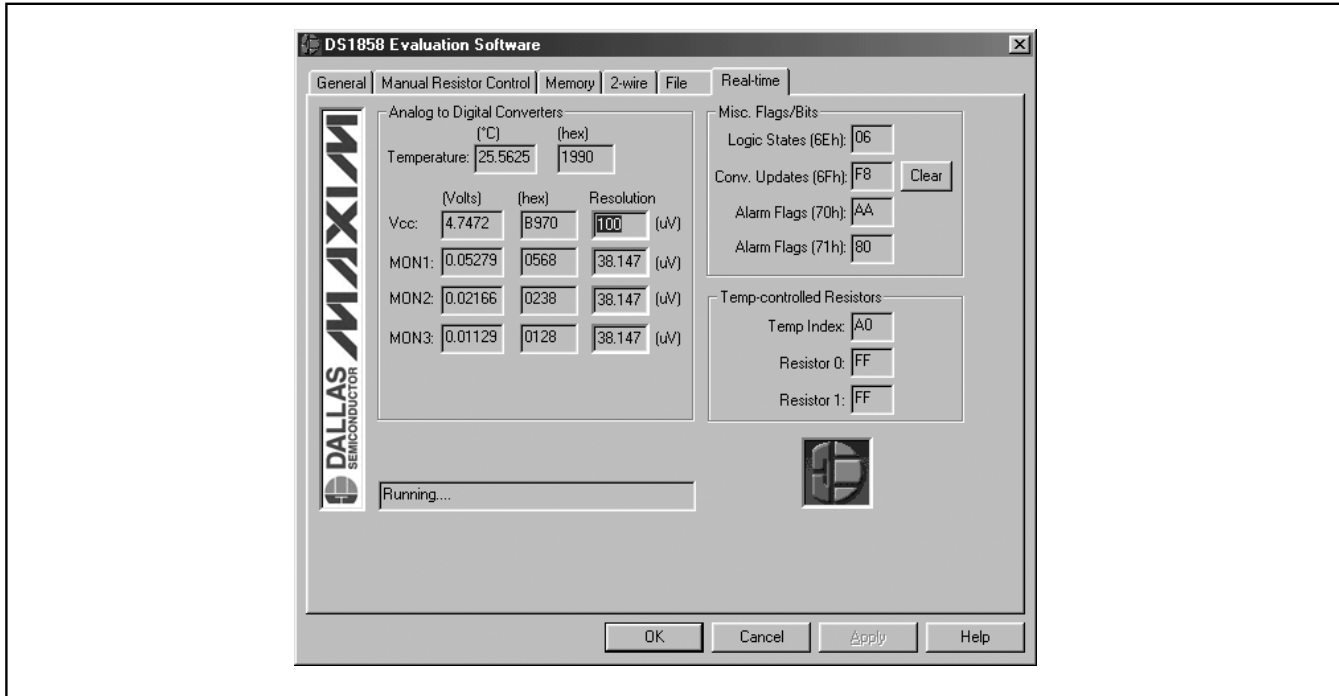 DS1858 Evaluation Software
General Manual Resistor Control Memory 2-wire File Real-time
DALLAS SEMICONDUCTOR MAXIM
Analog to Digital Converters
(°C) (hex)
Temperature: 25.5625 1990
(Volts) (hex) Resolution
Vcc: 4.7472 B970 100 (uV)
MON1: 0.05279 0568 38.147 (uV)
MON2: 0.02166 0238 38.147 (uV)
MON3: 0.01129 0128 38.147 (uV)
Running....
Misc. Flags/Bits
Logic States (6Eh): 06
Conv. Updates (6Fh): F8 Clear
Alarm Flags (70h): AA
Alarm Flags (71h): 80
Temp-controlled Resistors
Temp Index: A0
Resistor 0: FF
Resistor 1: FF
OK Cancel Apply Help